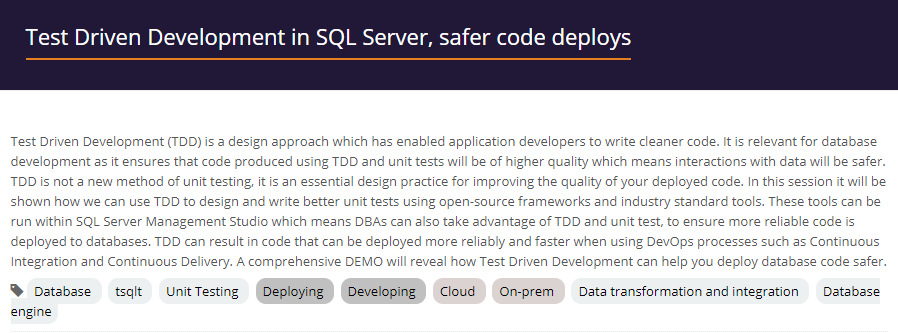 Test Driven Development in SQL Server, safer code deploys
Test Driven Development (TDD) is a design approach which has enabled application developers to write cleaner code. It is relevant for database
development as it ensures that code produced using TDD and unit tests will be of higher quality which means interactions with data will be safer.
TDD is not a new method of unit testing, it is an essential design practice for improving the quality of your deployed code. In this session it will be
shown how we can use TDD to design and write better unit tests using open-source frameworks and industry standard tools. These tools can be
run within SQL Server Management Studio which means DBAs can also take advantage of TDD and unit test, to ensure more reliable code is
deployed to databases. TDD can result in code that can be deployed more reliably and faster when using DevOps processes such as Continuous
Integration and Continuous Delivery. A comprehensive DEMO will reveal how Test Driven Development can help you deploy database code safer.
Database tsqlt Unit Testing Deploying Developing Cloud On-prem Data transformation and integration Database
engine